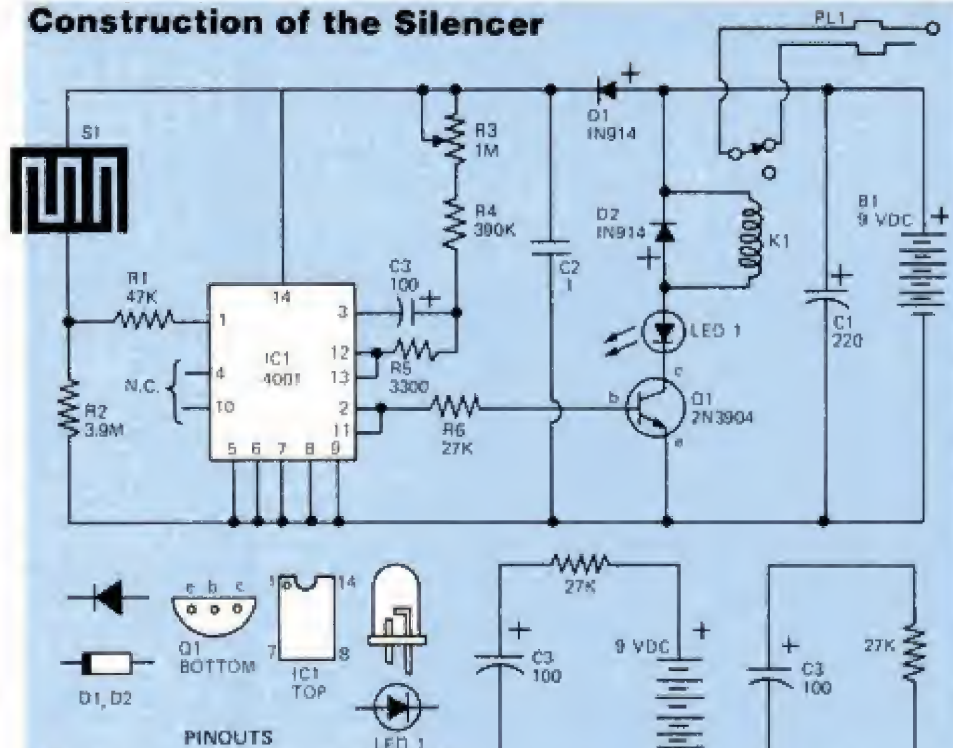 Construction of the Silencer
PL1
S1
D1
1N914
+
R3
1M
R4
390K
D2
1N914
+
K1
B1
9 VDC
+
C2
1
C1
220
+
R1
47K
C3
100
+
14
1
3
IC1
4001
12
13
R5
3300
LED 1
N.C.
4
10
2
11
R6
27K
b
c
e
Q1
2N3904
R2
3.9M
5 6 7 8 9
e b c
Q1
BOTTOM
1
14
7
8
IC1
TOP
D1, D2
PINOUTS
LED 1
27K
+
C3
100
9 VDC
+
+
C3
100
27K